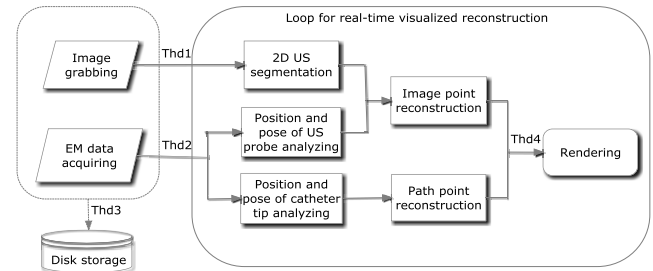 Loop for real-time visualized reconstruction
Image
grabbing
Thd1
2D US
segmentation
Image point
reconstruction
EM data
acquiring
Thd2
Position and
pose of US
probe analyzing
Thd4
Rendering
Position and
pose of catheter
tip analyzing
Path point
reconstruction
Thd3
Disk storage